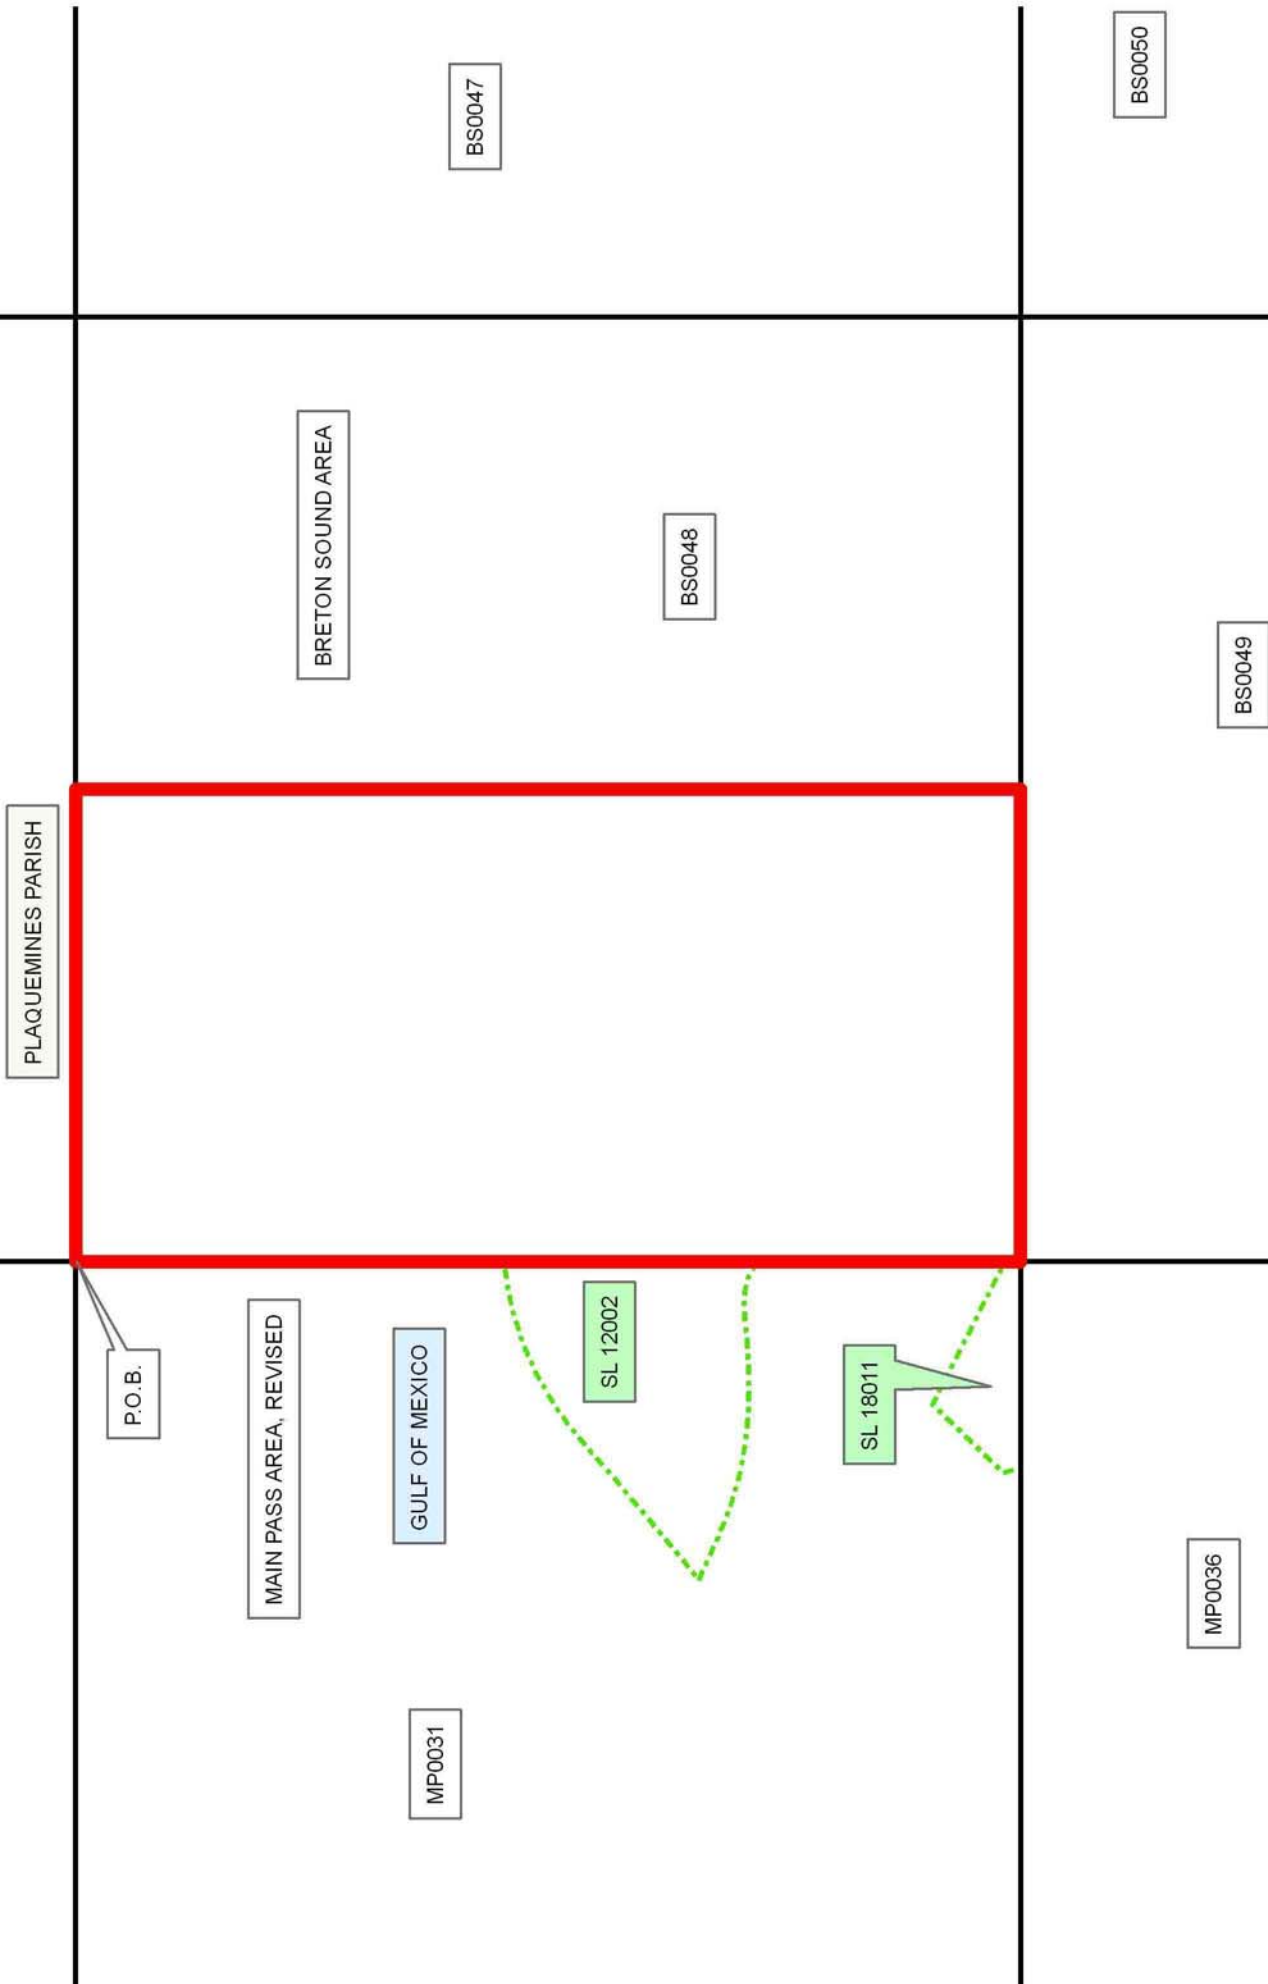 PLAQUEMINES PARISH
P.O.B.
MAIN PASS AREA, REVISED
BRETON SOUND AREA
GULF OF MEXICO
MP0031
BS0047
SL 12002
BS0048
SL 18011
BS0050
MP0036
BS0049